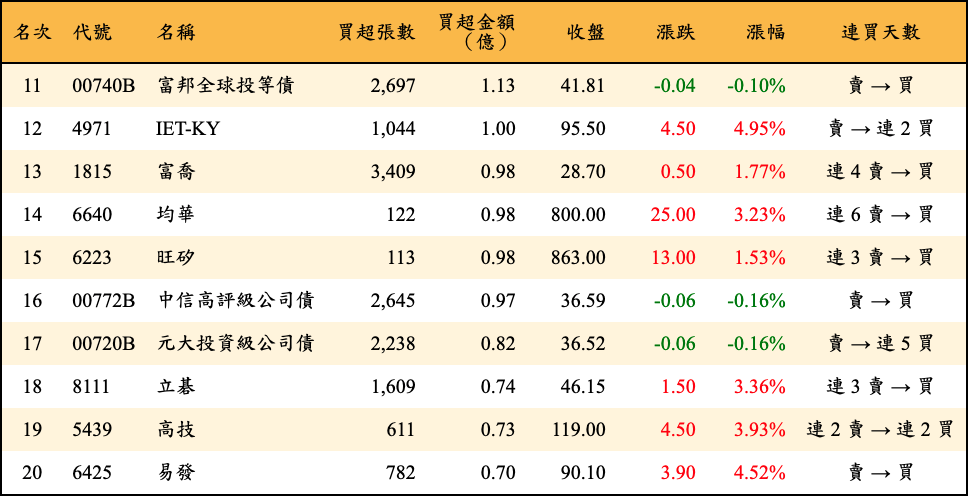 名次 代號 名稱 買超張數 買超金額（億） 收盤 漲跌 漲幅 連買天數
11 00740B 富邦全球投等債 2,697 1.13 41.81 -0.04 -0.10% 賣 → 買
12 4971 IET-KY 1,044 1.00 95.50 4.50 4.95% 賣 → 連 2 買
13 1815 富喬 3,409 0.98 28.70 0.50 1.77% 連 4 賣 → 買
14 6640 均華 122 0.98 800.00 25.00 3.23% 連 6 賣 → 買
15 6223 旺矽 113 0.98 863.00 13.00 1.53% 連 3 賣 → 買
16 00772B 中信高評級公司債 2,645 0.97 36.59 -0.06 -0.16% 賣 → 買
17 00720B 元大投資級公司債 2,238 0.82 36.52 -0.06 -0.16% 賣 → 連 5 買
18 8111 立碁 1,609 0.74 46.15 1.50 3.36% 連 3 賣 → 買
19 5439 高技 611 0.73 119.00 4.50 3.93% 連 2 賣 → 連 2 買
20 6425 易發 782 0.70 90.10 3.90 4.52% 賣 → 買